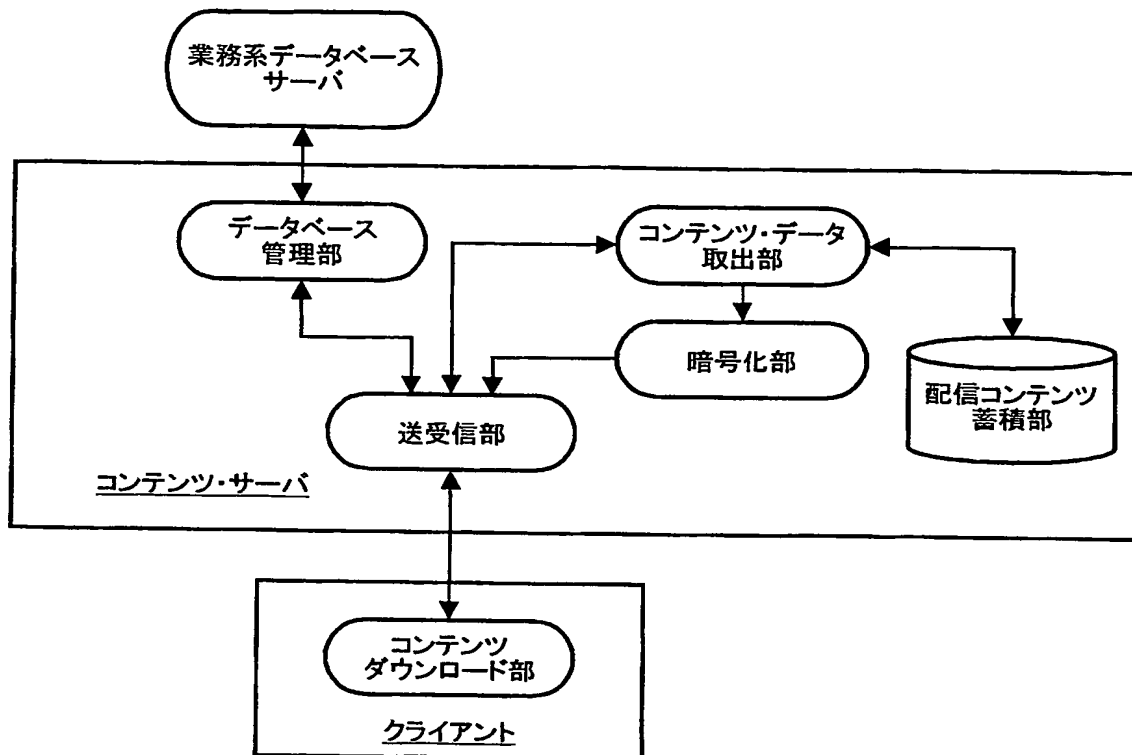 業務系データベース
サーバ
データベース
管理部
コンテンツ・データ
取出部
暗号化部
配信コンテンツ
蓄積部
送受信部
コンテンツ・サーバ
コンテンツ
ダウンロード部
クライアント